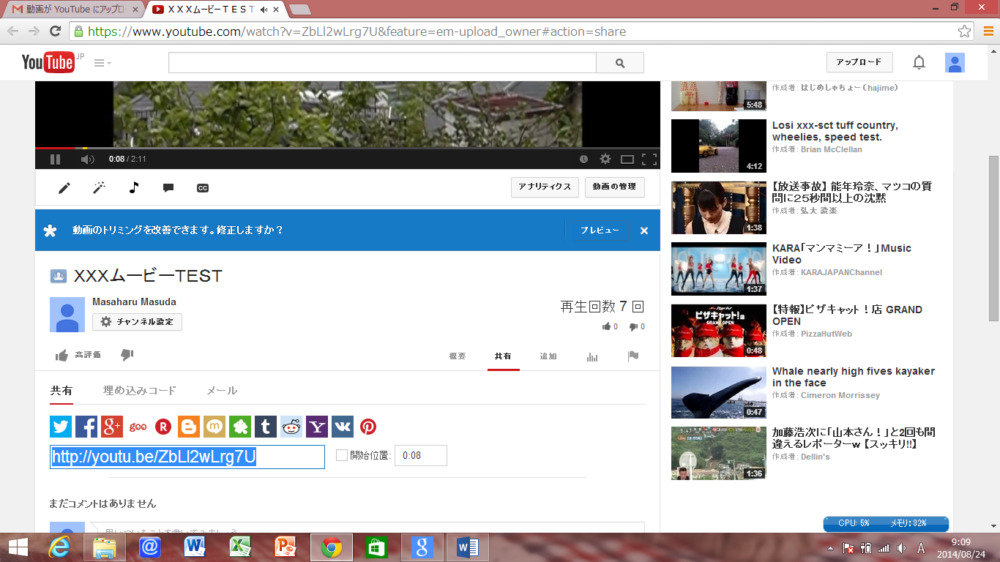 動画が YouTube にアップロ
XXXムービーTEST
https://www.youtube.com/watch?v=ZbLl2wLrg7U&feature=em-upload_owner#action=share
YouTube JP
アップロード
0:08 / 2:11
アナリティクス
動画の管理
動画のトリミングを改善できます。修正しますか？
プレビュー
XXXムービーTEST
Masaharu Masuda
チャンネル設定
再生回数 7 回
0
0
高評価
概要
共有
追加
共有
埋め込みコード
メール
goo
http://youtu.be/ZbLl2wLrg7U
開始位置:
0:08
まだコメントはありません
思いついたことを書いてみましょう
作成者: はじめしゃちょー（hajime）
5:48
Losi xxx-sct tuff country,
wheelies, speed test.
作成者: Brian McClellan
4:12
【放送事故】 能年玲奈、マツコの質
問に２５秒間以上の沈黙
作成者: 弘大 設楽
1:38
KARA「マンマミーア！」Music
Video
作成者: KARAJAPANChannel
1:37
【特報】ピザキャット！店 GRAND
OPEN
作成者: PizzaHutWeb
ピザキャット!店
GRAND OPEN
0:48
Whale nearly high fives kayaker
in the face
作成者: Cimeron Morrissey
0:47
加藤浩次に「山本さん！」と2回も間
違えるレポーターw 【スッキリ!!】
作成者: Dellin's
4:47
1:36
CPU: 5%
メモリ: 32%
A
9:09
2014/08/24